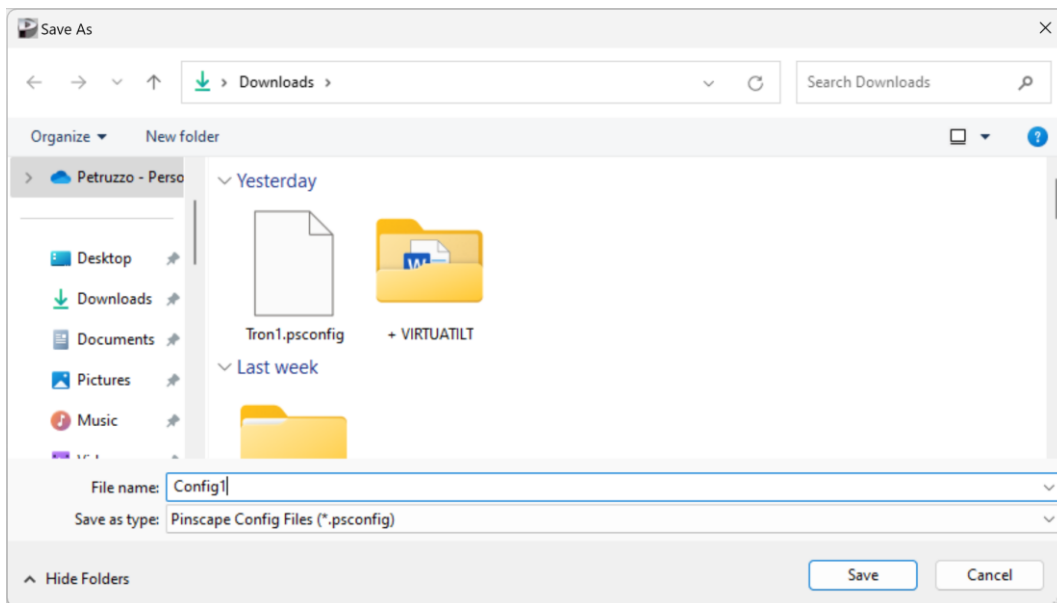 Save As
Downloads
Search Downloads
Organize
New folder
?
Petruzzo - Perso
Yesterday
Desktop
Downloads
W
Documents
Tron1.psconfig
+ VIRTUATILT
Last week
Pictures
Music
File name: Config1
Save as type: Pinscape Config Files (*.psconfig)
Hide Folders
Save
Cancel